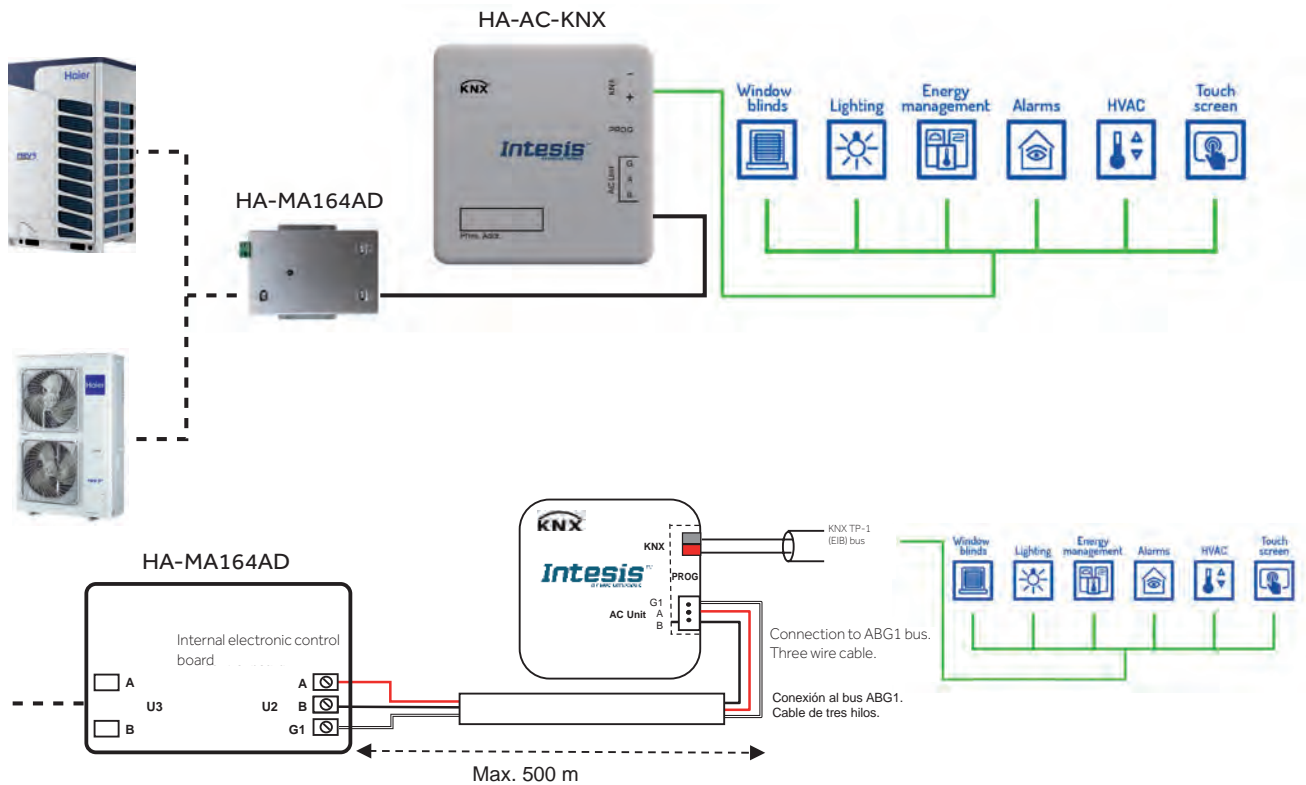 HA-AC-KNX
Haier
KNX
KNX
PROG
Intesis
AC Unit
G
A
B
Phys. Addr.
Window
blinds
Lighting
Energy
management
Alarms
HVAC
Touch
screen
HA-MA164AD
Haier
KNX
KNX
Intesis
PROG
G1
AC Unit A
B
KNX TP-1
(EIB) bus
Window
blinds
Lighting
Energy
management
Alarms
HVAC
Touch
screen
HA-MA164AD
Internal electronic control
board
A
U3
B
A
U2 B
G1
Connection to ABG1 bus.
Three wire cable.
Conexión al bus ABG1.
Cable de tres hilos.
Max. 500 m